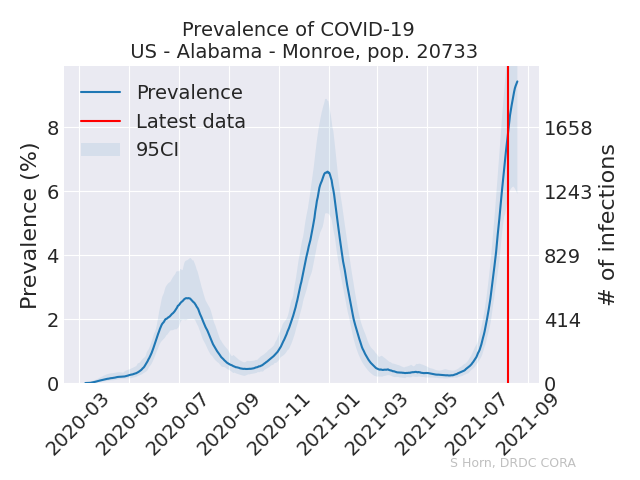 Prevalence of COVID-19
US - Alabama - Monroe, pop. 20733
Prevalence
Latest data
95CI
Prevalence (%)
8
6
4
2
0
1658
1243
829
414
0
# of infections
2020-03
2020-05
2020-07
2020-09
2020-11
2021-01
2021-03
2021-05
2021-07
2021-09
S Horn, DRDC CORA